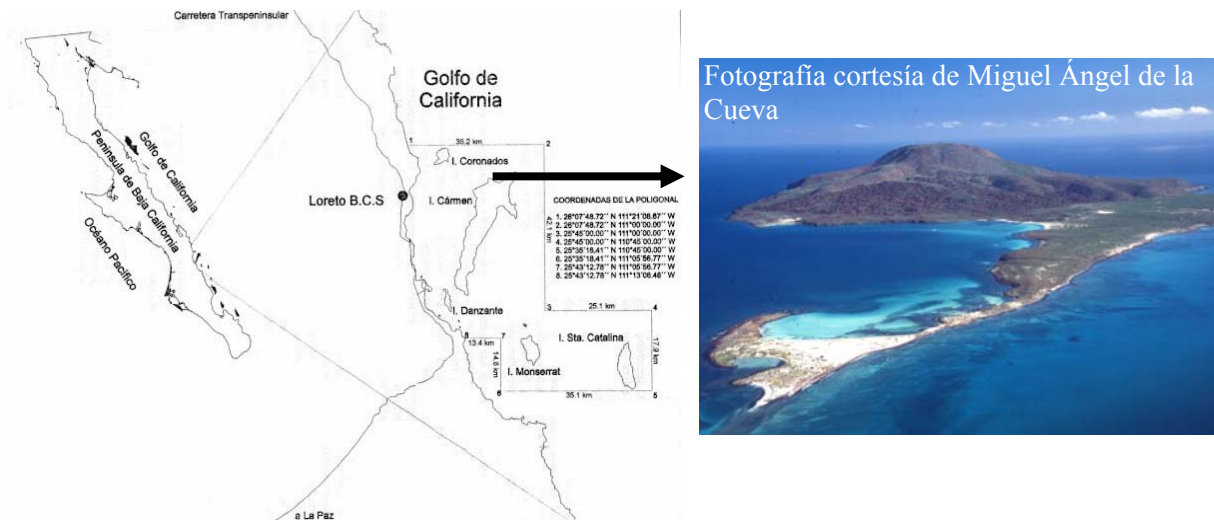 Carretera Transpeninsular
Golfo de
California
Golfo de California
Península de Baja California
Océano Pacífico
1
35.2 km
2
I. Coronados
Loreto B.C.S
I. Cármen
COORDENADAS DE LA POLIGONAL
1. 26°07'48.72'' N 111°21'08.87'' W
2. 26°07'48.72'' N 111°00'00.00'' W
3. 25°45'00.00'' N 111°00'00.00'' W
4. 25°45'00.00'' N 110°45'00.00'' W
5. 25°35'18.41'' N 110°45'00.00'' W
6. 25°35'18.41'' N 111°05'56.77'' W
7. 25°43'12.78'' N 111°05'56.77'' W
8. 25°43'12.78'' N 111°13'06.48'' W
42.1 km
I. Danzante
3
25.1 km
4
8
7
13.4 km
14.6 km
I. Sta. Catalina
17.9 km
I. Monserrat
6
35.1 km
5
a La Paz
Fotografía cortesía de Miguel Ángel de la
Cueva